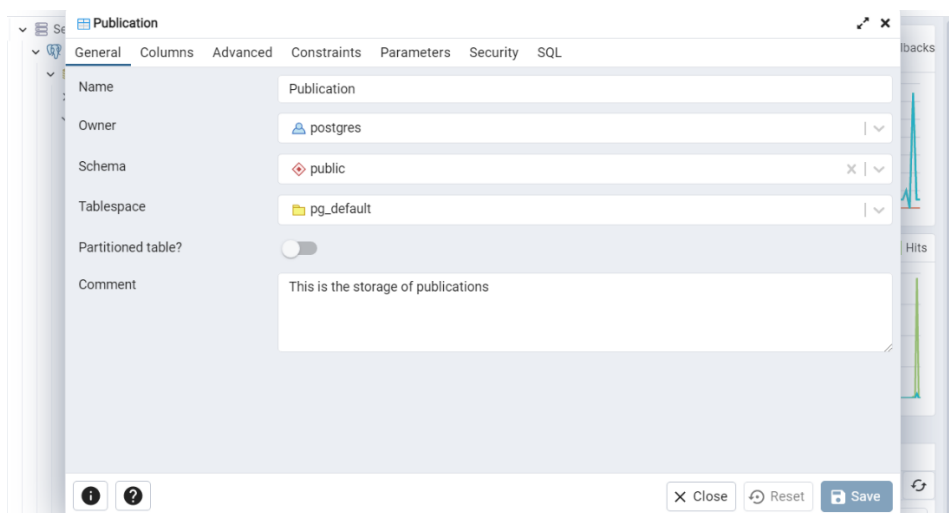 Se
Publication
lbacks
General Columns Advanced Constraints Parameters Security SQL
Name Publication
Owner postgres
Schema public
Tablespace pg_default
Partitioned table?
Hits
Comment This is the storage of publications
Close Reset Save